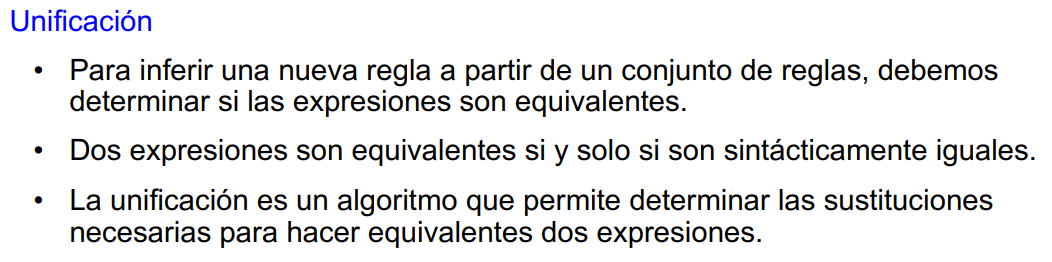 Unificación
• Para inferir una nueva regla a partir de un conjunto de reglas, debemos
determinar si las expresiones son equivalentes.
• Dos expresiones son equivalentes si y solo si son sintácticamente iguales.
• La unificación es un algoritmo que permite determinar las sustituciones
necesarias para hacer equivalentes dos expresiones.